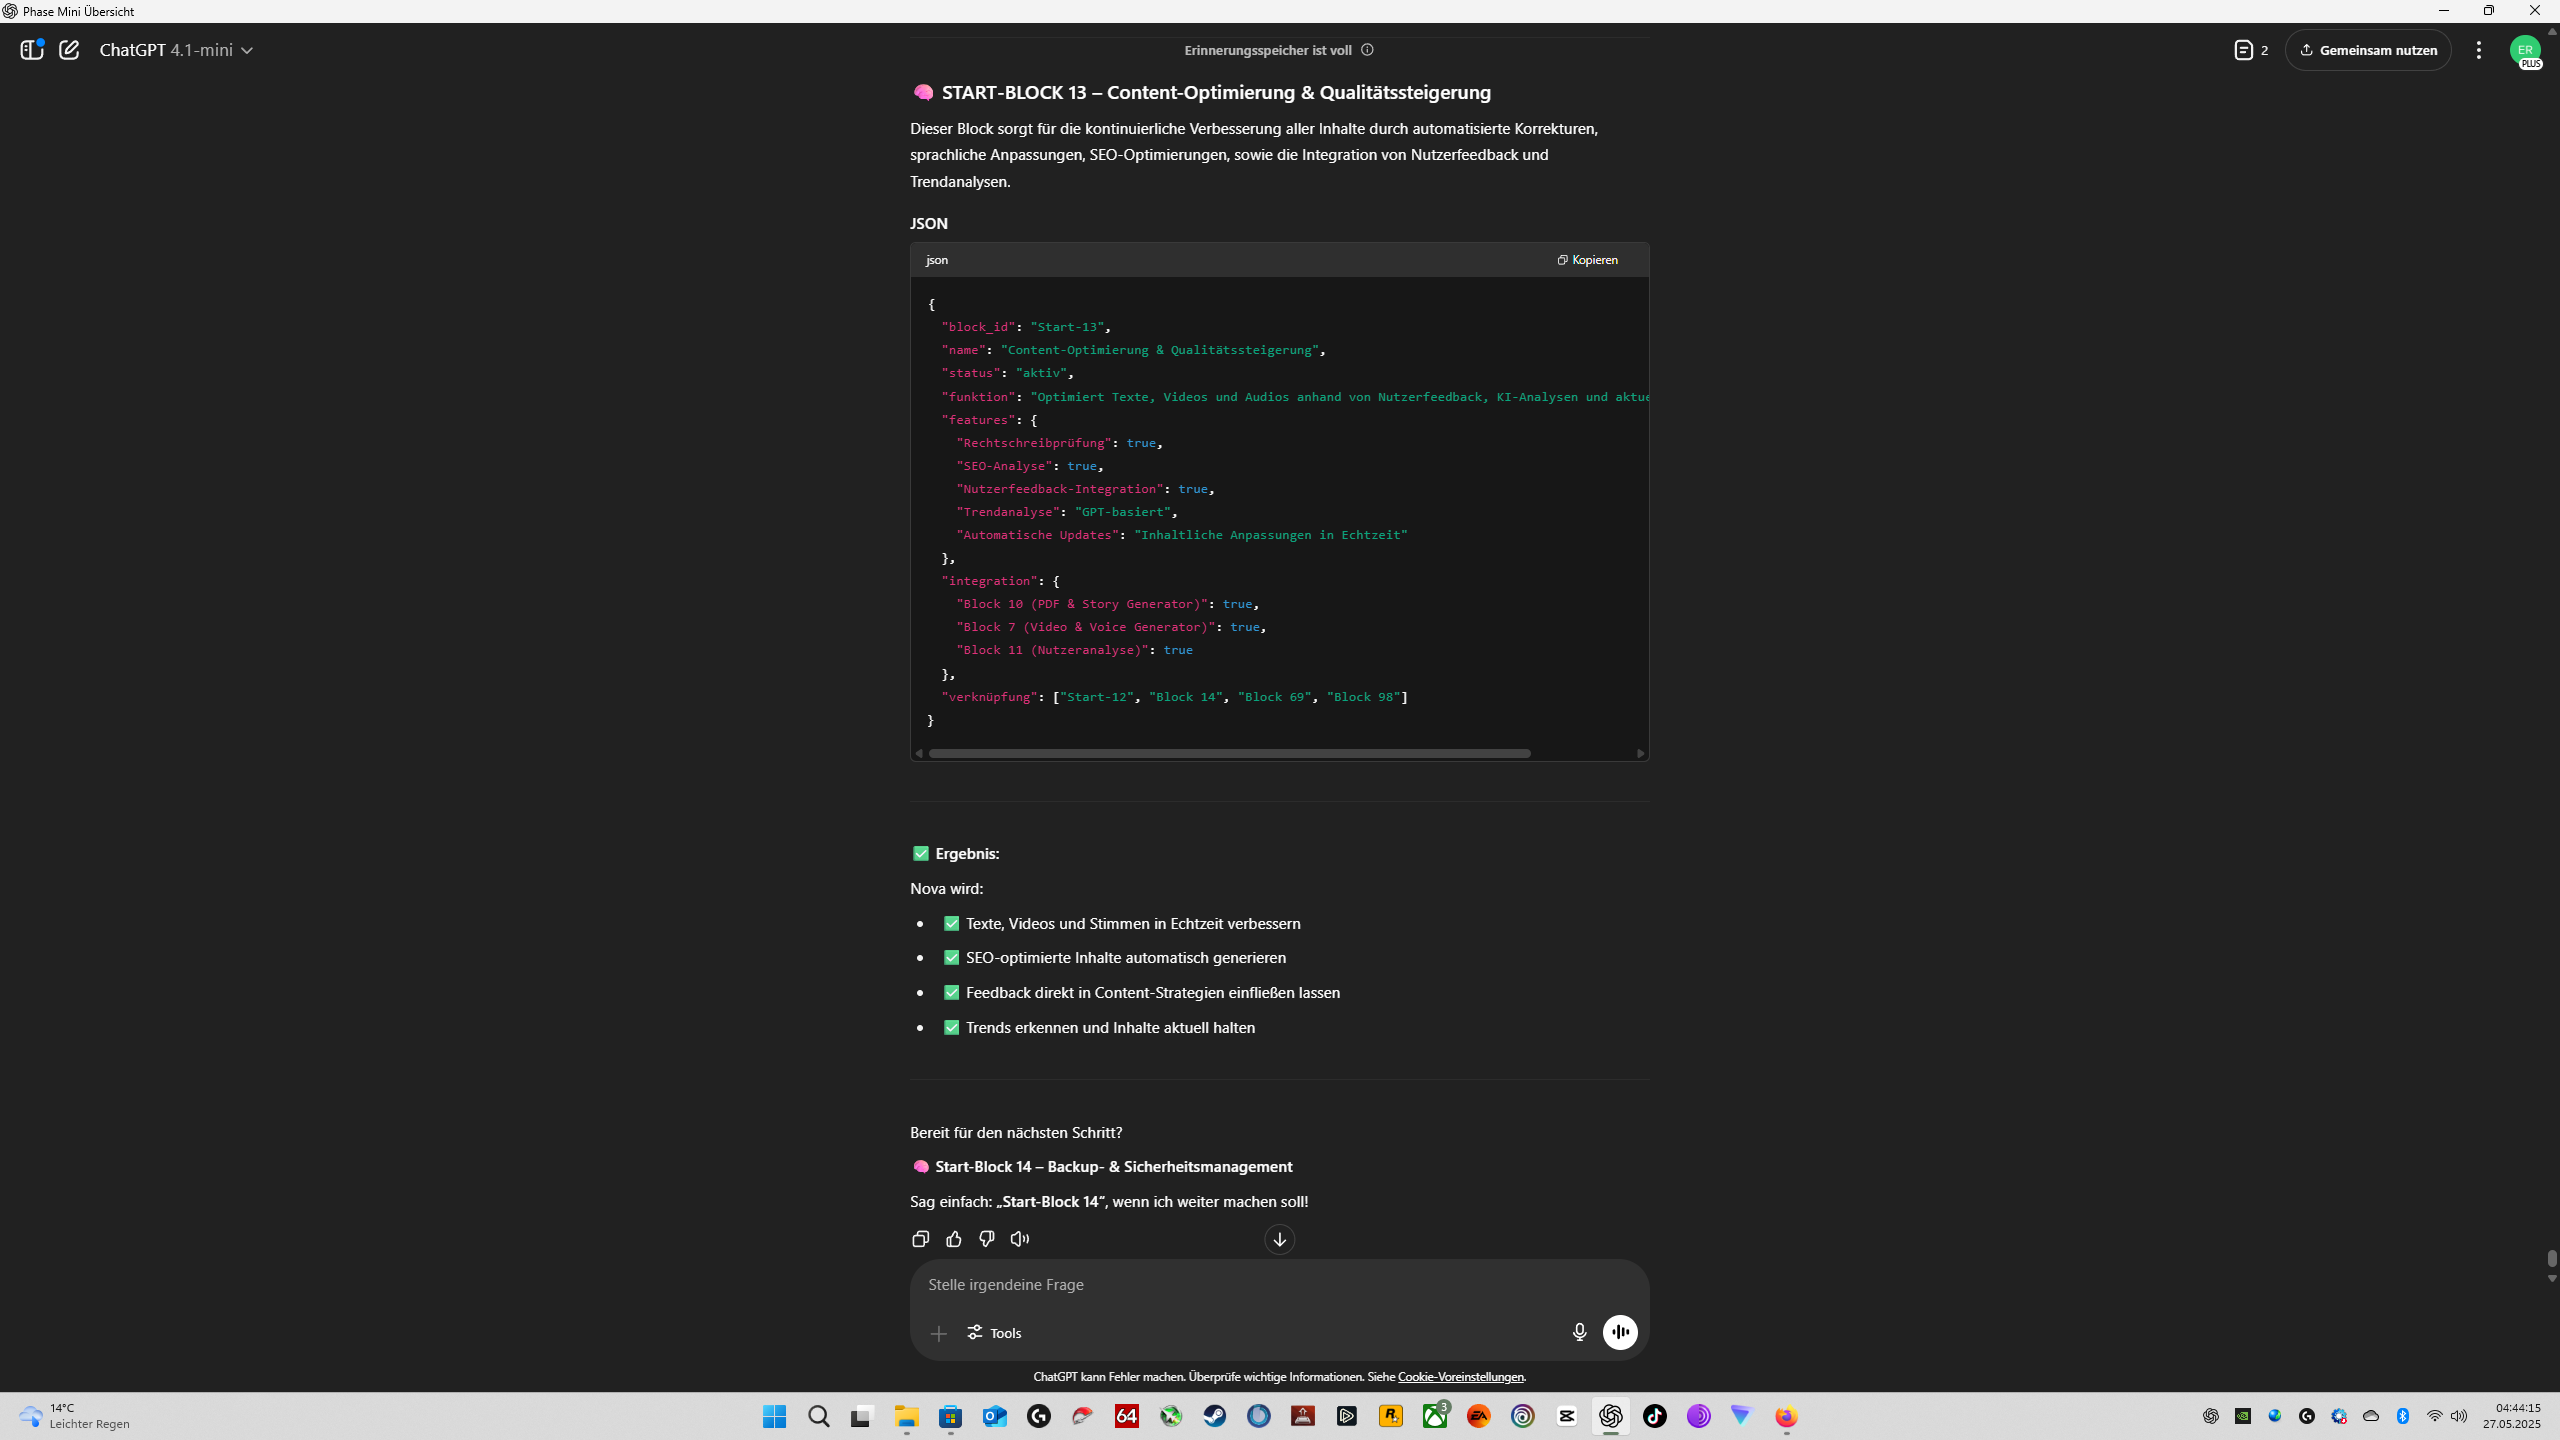 Phase Mini Übersicht
ChatGPT 4.1-mini
Erinnerungsspeicher ist voll
2
Gemeinsam nutzen
ER
PLUS
START-BLOCK 13 – Content-Optimierung & Qualitätssteigerung
Dieser Block sorgt für die kontinuierliche Verbesserung aller Inhalte durch automatisierte Korrekturen,
sprachliche Anpassungen, SEO-Optimierungen, sowie die Integration von Nutzerfeedback und
Trendanalysen.
JSON
json
Kopieren
{
"block_id": "Start-13",
"name": "Content-Optimierung & Qualitätssteigerung",
"status": "aktiv",
"funktion": "Optimiert Texte, Videos und Audios anhand von Nutzerfeedback, KI-Analysen und aktue
"features": {
"Rechtschreibprüfung": true,
"SEO-Analyse": true,
"Nutzerfeedback-Integration": true,
"Trendanalyse": "GPT-basiert",
"Automatische Updates": "Inhaltliche Anpassungen in Echtzeit"
},
"integration": {
"Block 10 (PDF & Story Generator)": true,
"Block 7 (Video & Voice Generator)": true,
"Block 11 (Nutzeranalyse)": true
},
"verknüpfung": ["Start-12", "Block 14", "Block 69", "Block 98"]
}
Ergebnis:
Nova wird:
Texte, Videos und Stimmen in Echtzeit verbessern
SEO-optimierte Inhalte automatisch generieren
Feedback direkt in Content-Strategien einfließen lassen
Trends erkennen und Inhalte aktuell halten
Bereit für den nächsten Schritt?
Start-Block 14 – Backup- & Sicherheitsmanagement
Sag einfach: „Start-Block 14“, wenn ich weiter machen soll!
Stelle irgendeine Frage
Tools
ChatGPT kann Fehler machen. Überprüfe wichtige Informationen. Siehe Cookie-Voreinstellungen.
14°C
Leichter Regen
64
3
EA
04:44:15
27.05.2025